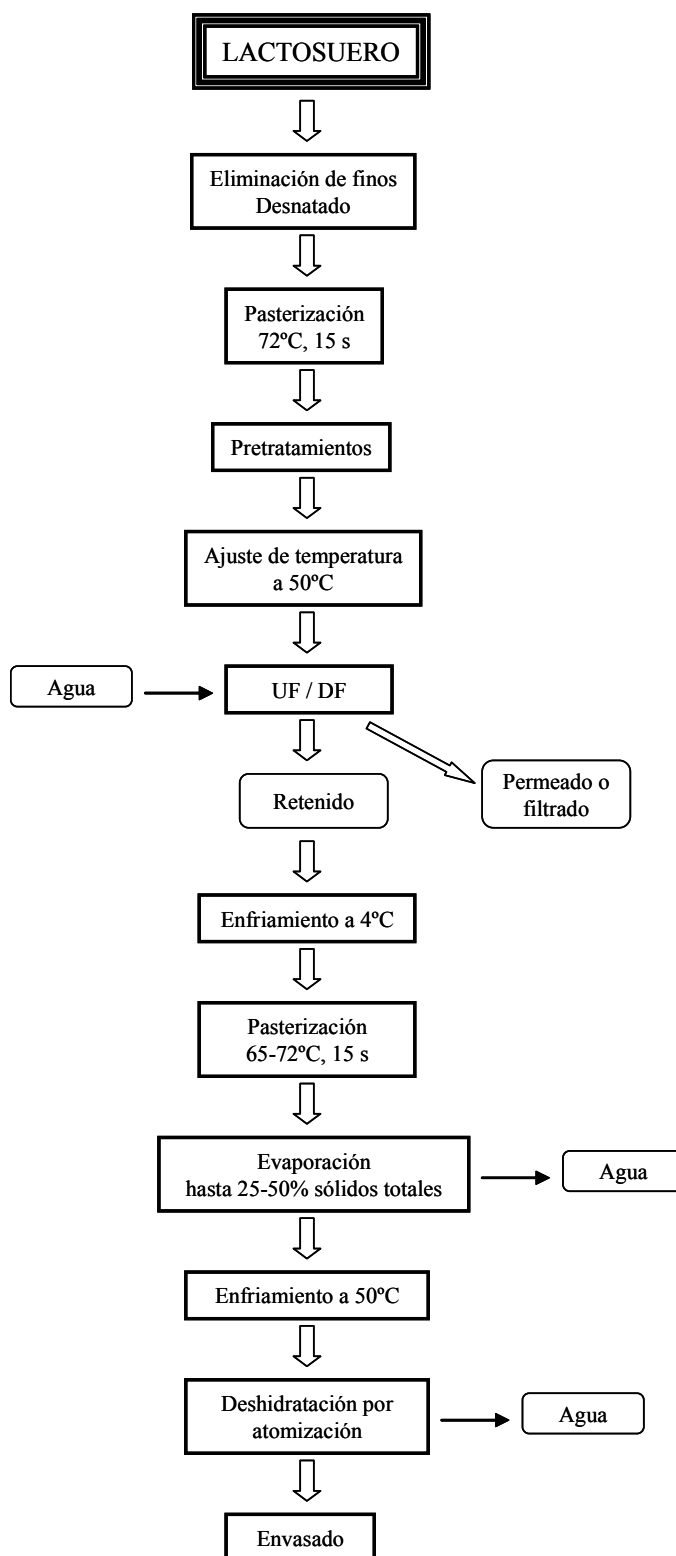 LACTOSUERO
Eliminación de finos
Desnatado
Pasterización
72ºC, 15 s
Pretratamientos
Ajuste de temperatura
a 50ºC
Agua
UF / DF
Permeado o
filtrado
Retenido
Enfriamiento a 4ºC
Pasterización
65-72ºC, 15 s
Evaporación
hasta 25-50% sólidos totales
Agua
Enfriamiento a 50ºC
Deshidratación por
atomización
Agua
Envasado